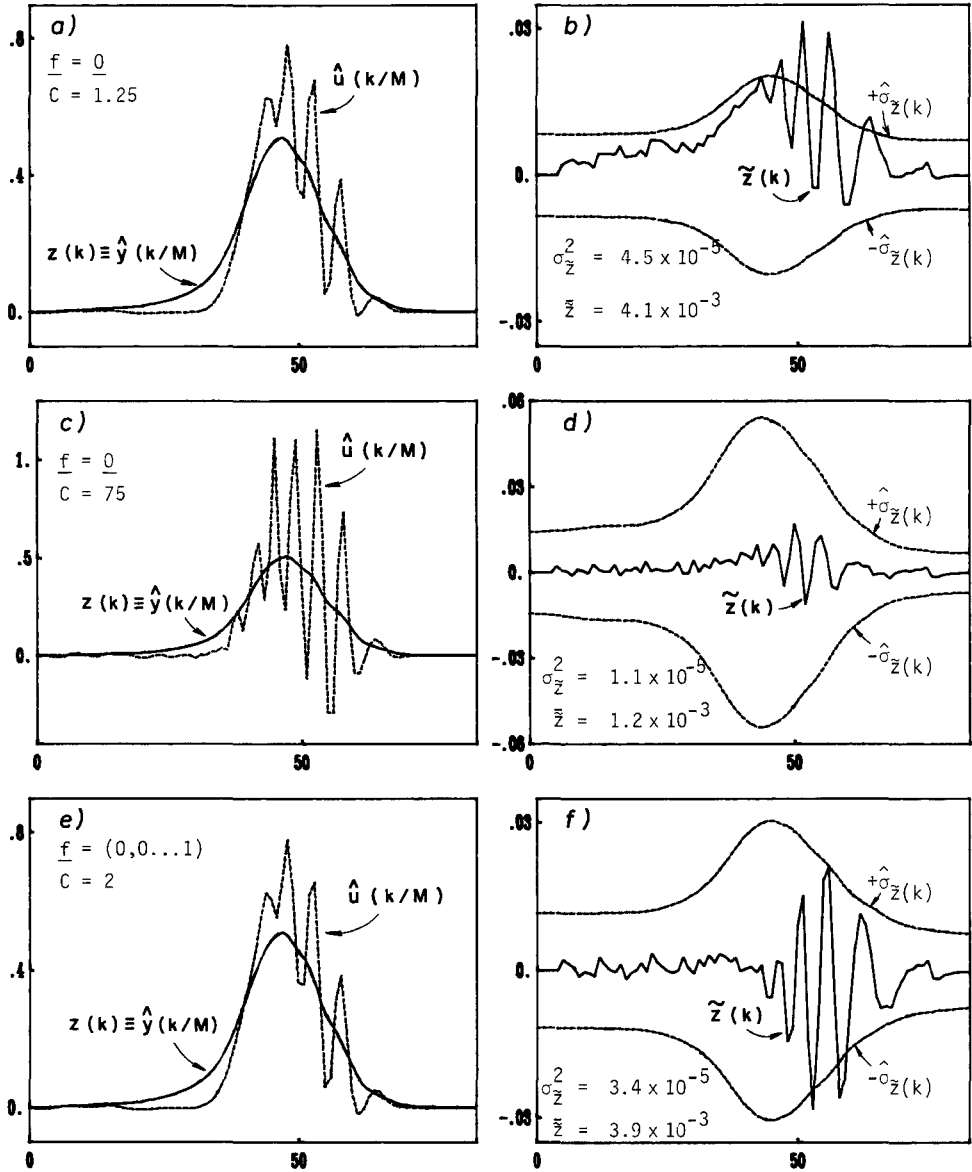 a)
f = 0
C = 1.25
û(k/M)
z(k)≡ŷ(k/M)
.8
.4
0.
0
50
b)
+σ̂z̃(k)
z̃(k)
-σ̂z̃(k)
σ²z̃ = 4.5 x 10⁻⁵
z̃̄ = 4.1 x 10⁻³
.03
0.
-.03
0
50
c)
f = 0
C = 75
û(k/M)
z(k)≡ŷ(k/M)
1.
.5
0.
0
50
d)
+σ̂z̃(k)
z̃(k)
-σ̂z̃(k)
σ²z̃ = 1.1 x 10⁻⁵
z̃̄ = 1.2 x 10⁻³
.06
.03
0.
-.03
-.06
0
50
e)
f = (0,0...1)
C = 2
û(k/M)
z(k)≡ŷ(k/M)
.8
.4
0.
0
50
f)
+σ̂z̃(k)
z̃(k)
-σ̂z̃(k)
σ²z̃ = 3.4 x 10⁻⁵
z̃̄ = 3.9 x 10⁻³
.03
0.
-.03
0
50